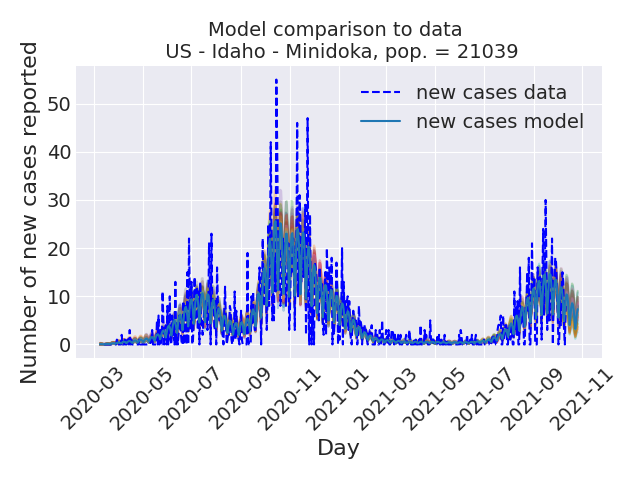 Model comparison to data
US - Idaho - Minidoka, pop. = 21039
new cases data
new cases model
Number of new cases reported
50
40
30
20
10
0
2020-03
2020-05
2020-07
2020-09
2020-11
2021-01
2021-03
2021-05
2021-07
2021-09
2021-11
Day